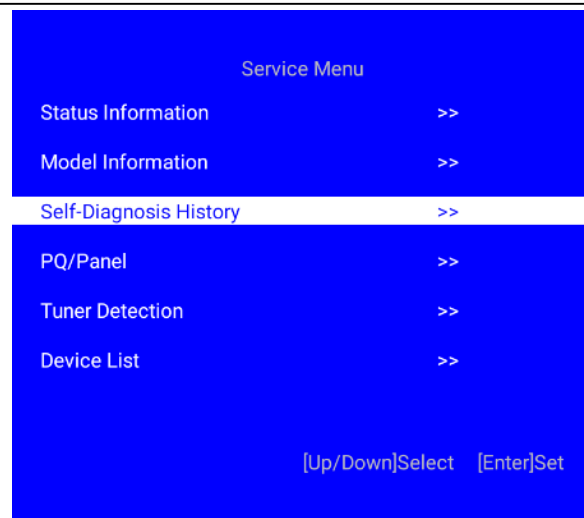 Service Menu
Status Information >>
Model Information >>
Self-Diagnosis History >>
PQ/Panel >>
Tuner Detection >>
Device List >>
[Up/Down]Select [Enter]Set